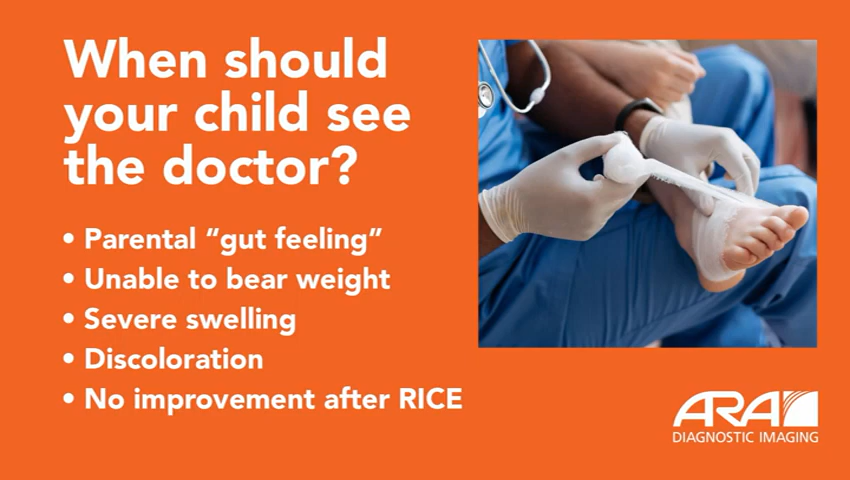 When should
your child see
the doctor?
• Parental “gut feeling”
• Unable to bear weight
• Severe swelling
• Discoloration
• No improvement after RICE
ARA
DIAGNOSTIC IMAGING